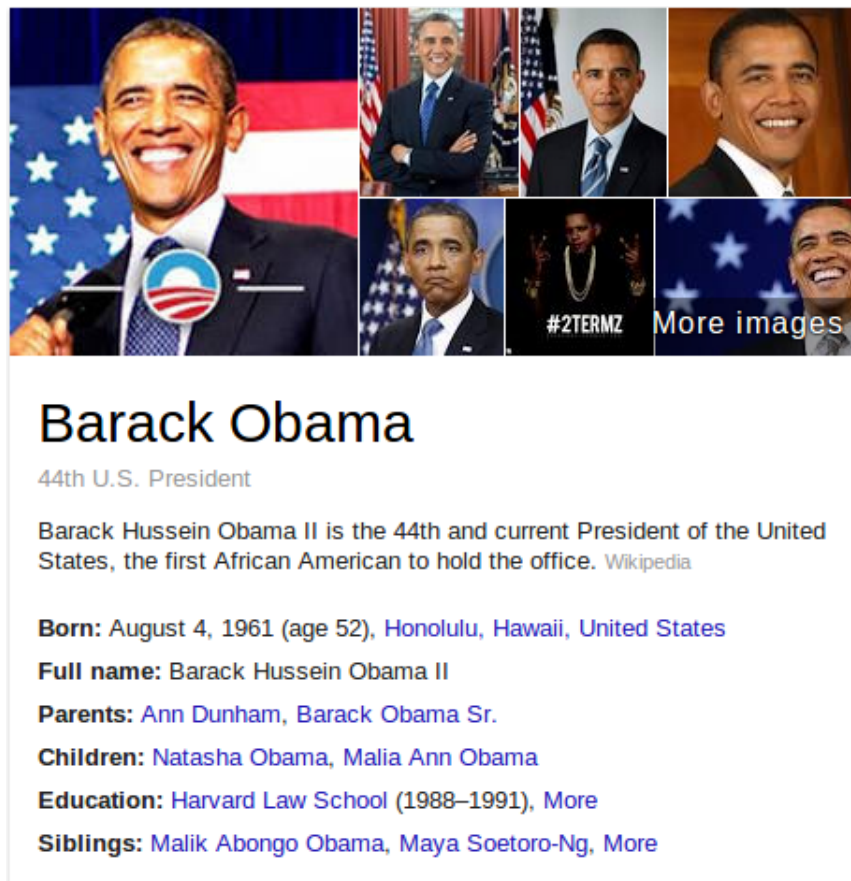 #2TERMZ
More images
Barack Obama
44th U.S. President
Barack Hussein Obama II is the 44th and current President of the United
States, the first African American to hold the office. Wikipedia
Born: August 4, 1961 (age 52), Honolulu, Hawaii, United States
Full name: Barack Hussein Obama II
Parents: Ann Dunham, Barack Obama Sr.
Children: Natasha Obama, Malia Ann Obama
Education: Harvard Law School (1988–1991), More
Siblings: Malik Abongo Obama, Maya Soetoro-Ng, More